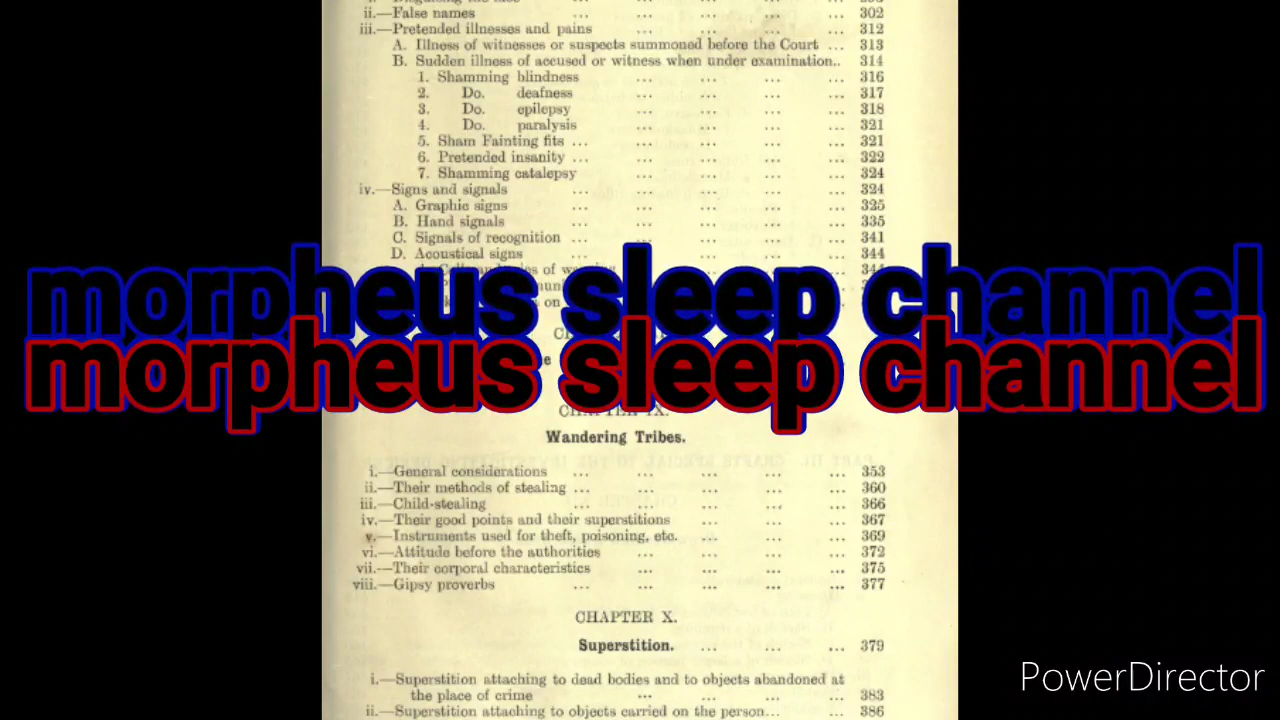 ii.—False names ... ... ... ... 302
iii.—Pretended illnesses and pains ... ... ... ... 312
A. Illness of witnesses or suspects summoned before the Court ... 313
B. Sudden illness of accused or witness when under examination.. 314
1. Shamming blindness ... ... ... ... 316
2. Do. deafness ... ... ... ... 317
3. Do. epilepsy ... ... ... ... 318
4. Do. paralysis ... ... ... ... 321
5. Sham Fainting fits ... ... ... ... ... 321
6. Pretended insanity ... ... ... ... ... 322
7. Shamming catalepsy ... ... ... ... 324
iv.—Signs and signals ... ... ... ... ... 324
A. Graphic signs ... ... ... ... ... 325
B. Hand signals ... ... ... ... ... 335
C. Signals of recognition ... ... ... ... ... 341
D. Acoustical signs ... ... ... ... ... 344
morpheus sleep channel
morpheus sleep channel
CHAPTER IX.
Wandering Tribes.
i.—General considerations ... ... ... ... ... 353
ii.—Their methods of stealing ... ... ... ... ... 360
iii.—Child-stealing ... ... ... ... ... 366
iv.—Their good points and their superstitions ... ... ... 367
v.—Instruments used for theft, poisoning, etc. ... ... ... 369
vi.—Attitude before the authorities ... ... ... ... 372
vii.—Their corporal characteristics ... ... ... ... 375
viii.—Gipsy proverbs ... ... ... ... ... 377
CHAPTER X.
Superstition. ... ... ... 379
i.—Superstition attaching to dead bodies and to objects abandoned at
the place of crime ... ... ... ... 383
ii.—Superstition attaching to objects carried on the person... ... 386
PowerDirector